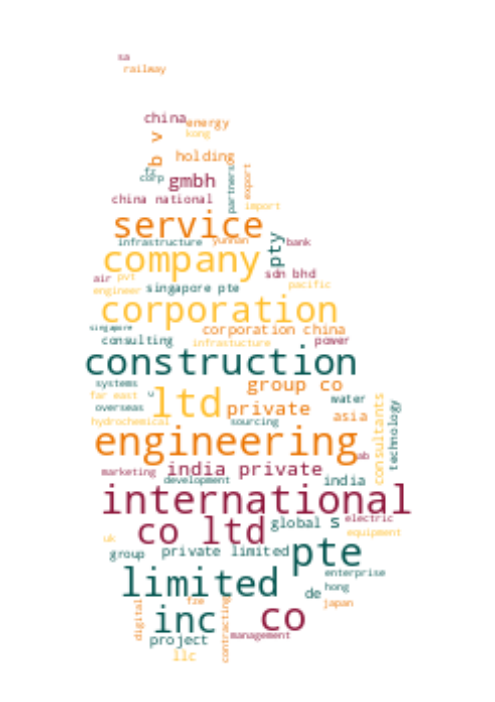 sa
railway
china
energy
kong
b v
holding
fz
corp
gmbh
partners
export
china national
import
service
infrastructure
yunnan
pty
bank
company
sdn bhd
air
pvt
engineer
singapore pte
pacific
corporation
singapore
corporation china
consulting
infrastucture
power
construction
systems
group co
far east
u
ltd
water
overseas
private
asia
hydrochemical
sourcing
consultants
technology
engineering
ab
marketing
india private
development
india
international
co ltd
global
s
electric
uk
equipment
group
private limited
pte
limited
enterprise
hong
de
digital
fze
contracting
japan
inc
co
project
management
llc